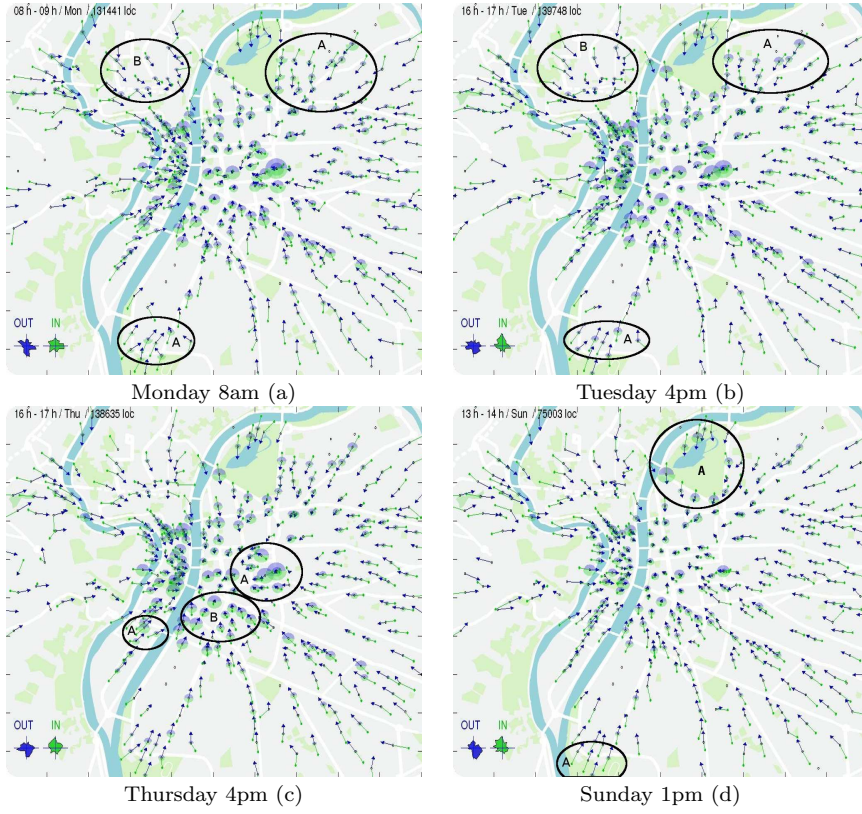 08 h - 09 h / Mon / 131441 loc
A
B
A
OUT IN
Monday 8am (a)
16 h - 17 h / Tue / 139748 loc
A
B
A
OUT IN
Tuesday 4pm (b)
16 h - 17 h / Thu / 138635 loc
A
B
A
OUT IN
Thursday 4pm (c)
13 h - 14 h / Sun / 75003 loc
A
OUT IN
A
Sunday 1pm (d)